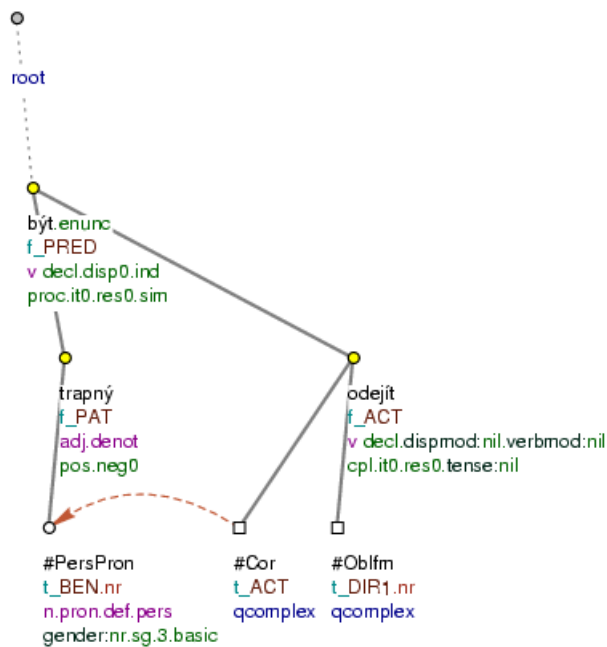 root
být.enunc
f_PRED
v decl.disp0.ind
proc.it0.res0.sim
trapný
f_PAT
adj.denot
pos.neg0
odejít
f_ACT
v decl.dispmod:nil.verbmod:nil
cpl.it0.res0.tense:nil
#PersPron
t_BEN.nr
n.pron.def.pers
gender:nr.sg.3.basic
#Cor
t_ACT
qcomplex
#Oblfm
t_DIR1.nr
qcomplex